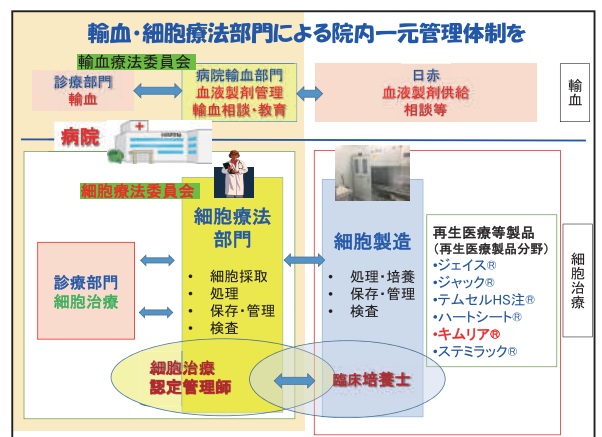 輸血・細胞療法部門による院内一元管理体制を
輸血療法委員会
診療部門
輸血
病院輸血部門
血液製剤管理
輸血相談・教育
日赤
血液製剤供給
相談等
輸血
病院
細胞療法委員会
細胞療法
部門
• 細胞採取
• 処理
• 保存・管理
• 検査
診療部門
細胞治療
細胞製造
• 処理・培養
• 保存・管理
• 検査
再生医療等製品
(再生医療製品分野)
•ジェイス®
•ジャック®
•テムセルHS注®
•ハートシート®
•キムリア®
•ステミラック®
細胞治療
細胞治療
認定管理師
臨床培養士